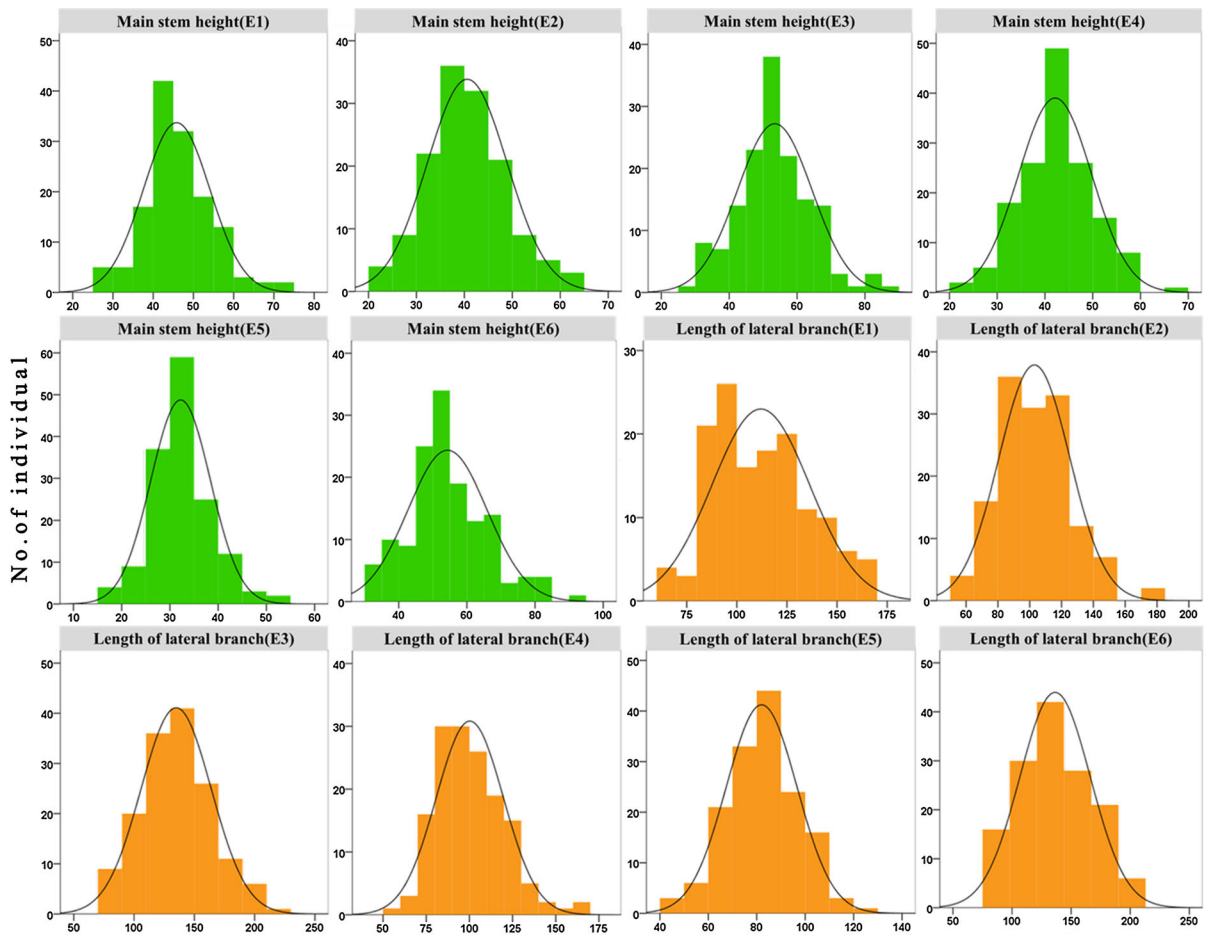 Main stem height(E1)
Main stem height(E2)
Main stem height(E3)
Main stem height(E4)
50
40
30
20
10
0
20 30 40 50 60 70 80
40
30
20
10
0
20 30 40 50 60 70
40
30
20
10
0
20 40 60 80
50
40
30
20
10
0
20 30 40 50 60 70
No.of individual
Main stem height(E5)
Main stem height(E6)
Length of lateral branch(E1)
Length of lateral branch(E2)
60
50
40
30
20
10
0
10 20 30 40 50 60
40
30
20
10
0
40 60 80 100
30
20
10
0
75 100 125 150 175
40
30
20
10
0
60 80 100 120 140 160 180 200
Length of lateral branch(E3)
Length of lateral branch(E4)
Length of lateral branch(E5)
Length of lateral branch(E6)
50
40
30
20
10
0
50 100 150 200 250
40
30
20
10
0
50 75 100 125 150 175
50
40
30
20
10
0
40 60 80 100 120 140
50
40
30
20
10
0
50 100 150 200 250